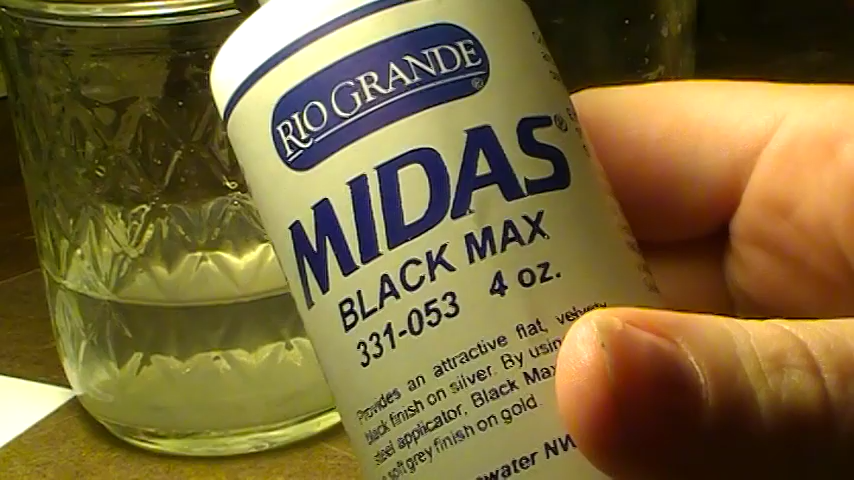 RIO GRANDE®
MIDAS®
BLACK MAX
331-053 4 oz.
Provides an attractive flat, velvety
black finish on silver. By using
steel applicator, Black Max
soft grey finish on gold